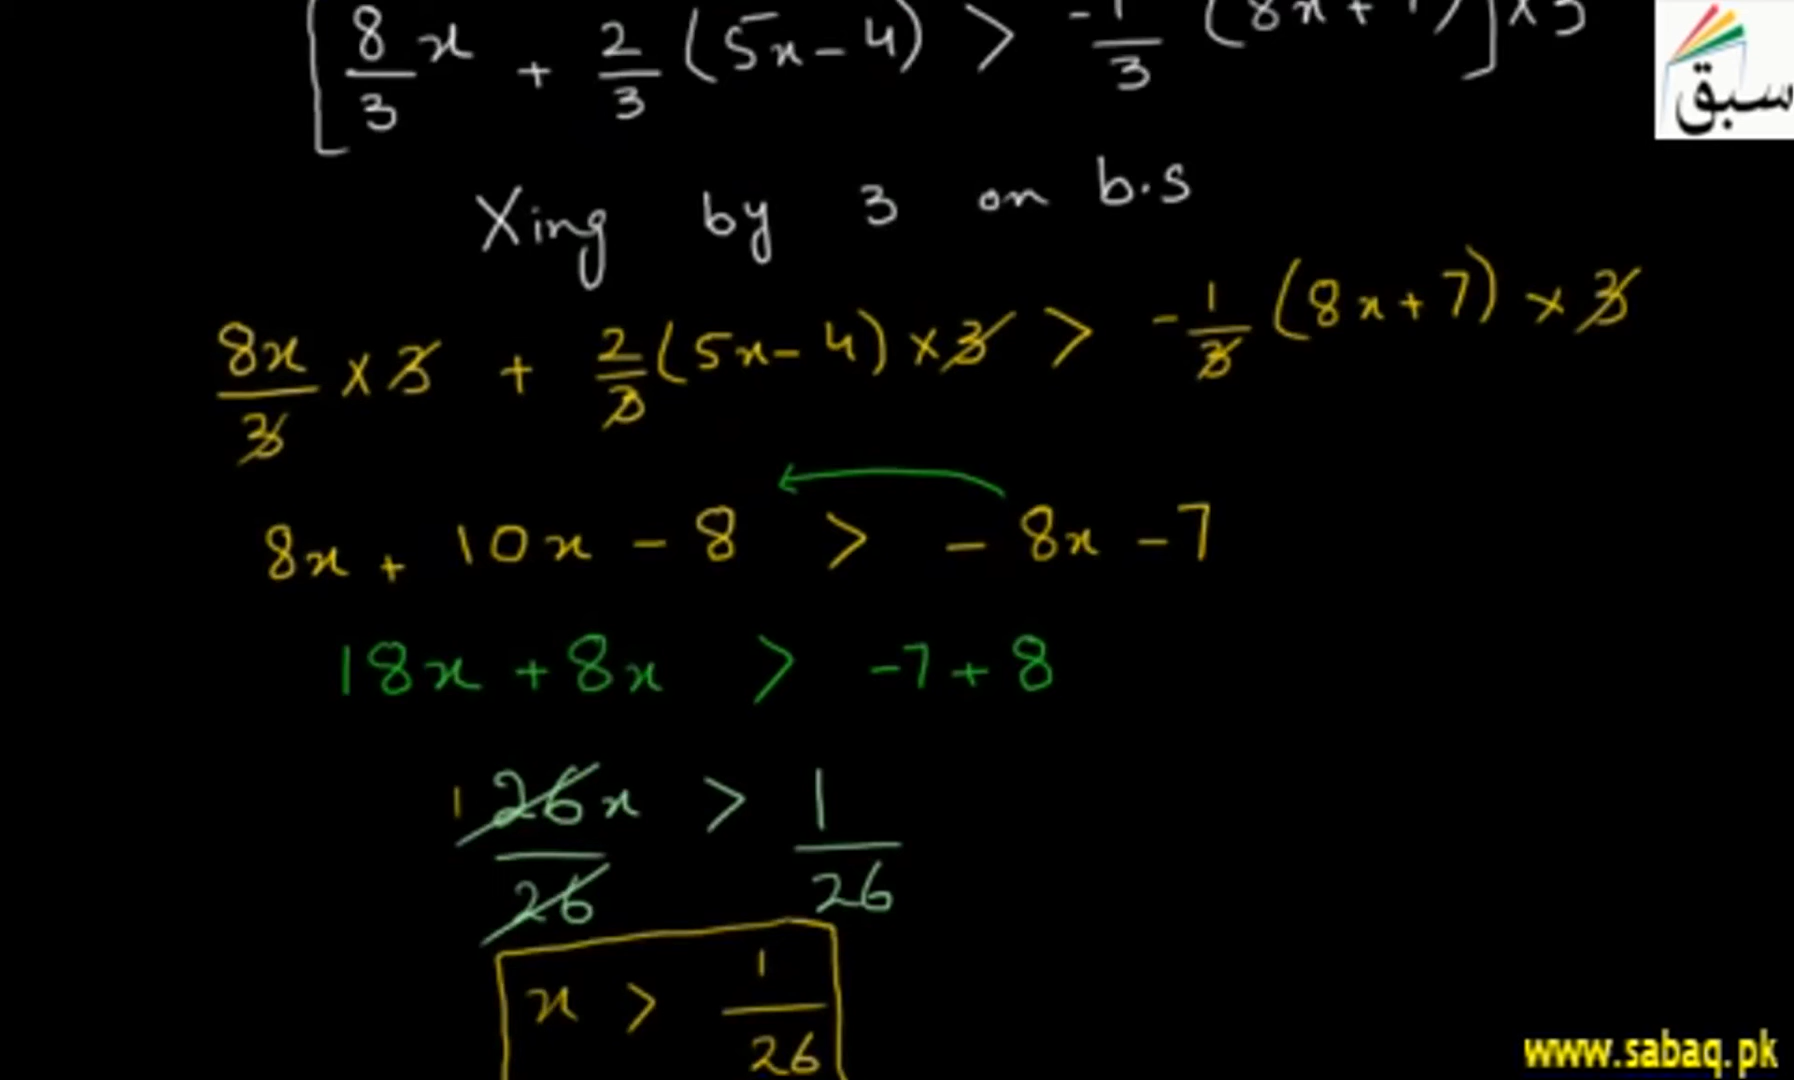 [8/3 x + 2/3 (5x - 4) > -1/3 (8x + 7)] × 3
سبق
Xing by 3 on b.s
8x/3 × 3 + 2/3 (5x - 4) × 3 > -1/3 (8x + 7) × 3
8x + 10x - 8 > - 8x - 7
18x + 8x > -7 + 8
1 26x/26 > 1/26
x > 1/26
www.sabaq.pk